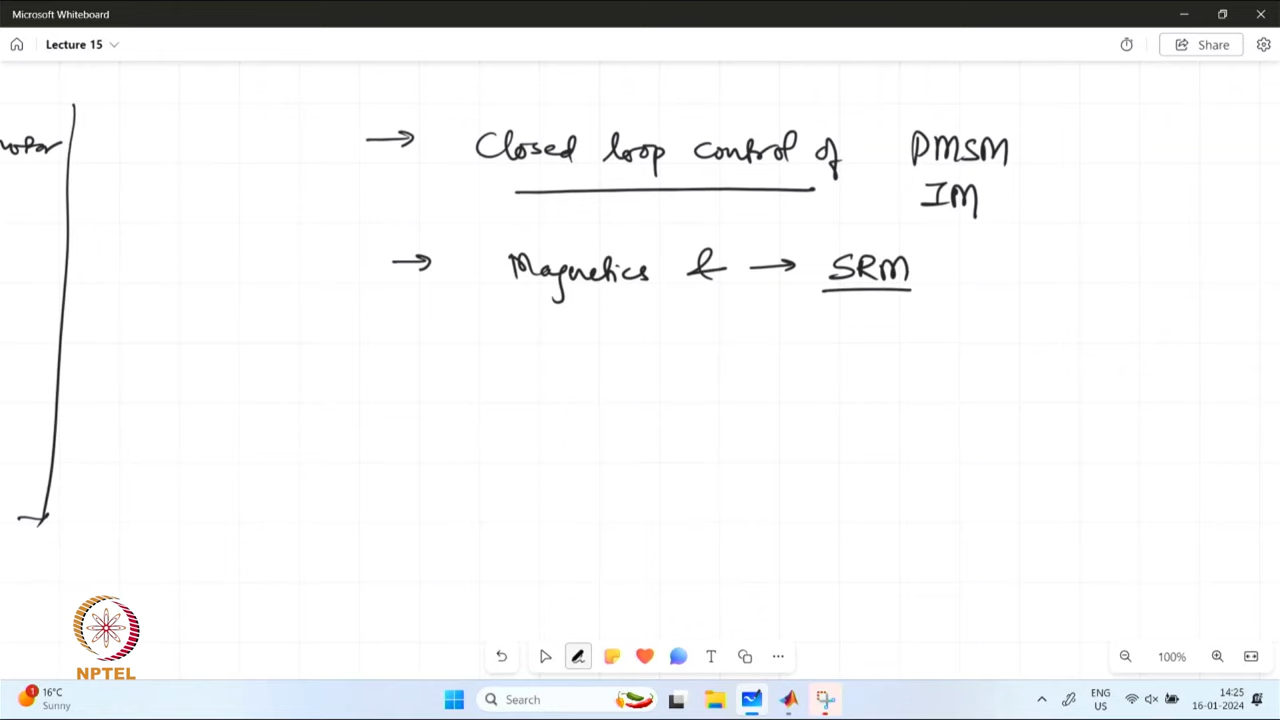 Microsoft Whiteboard
Lecture 15
Share
→ Closed loop control of PMSM
IM
→ Magnetics & → SRM
NPTEL
T
100%
1
16°C
Sunny
Search
ENG
US
14:25
16-01-2024